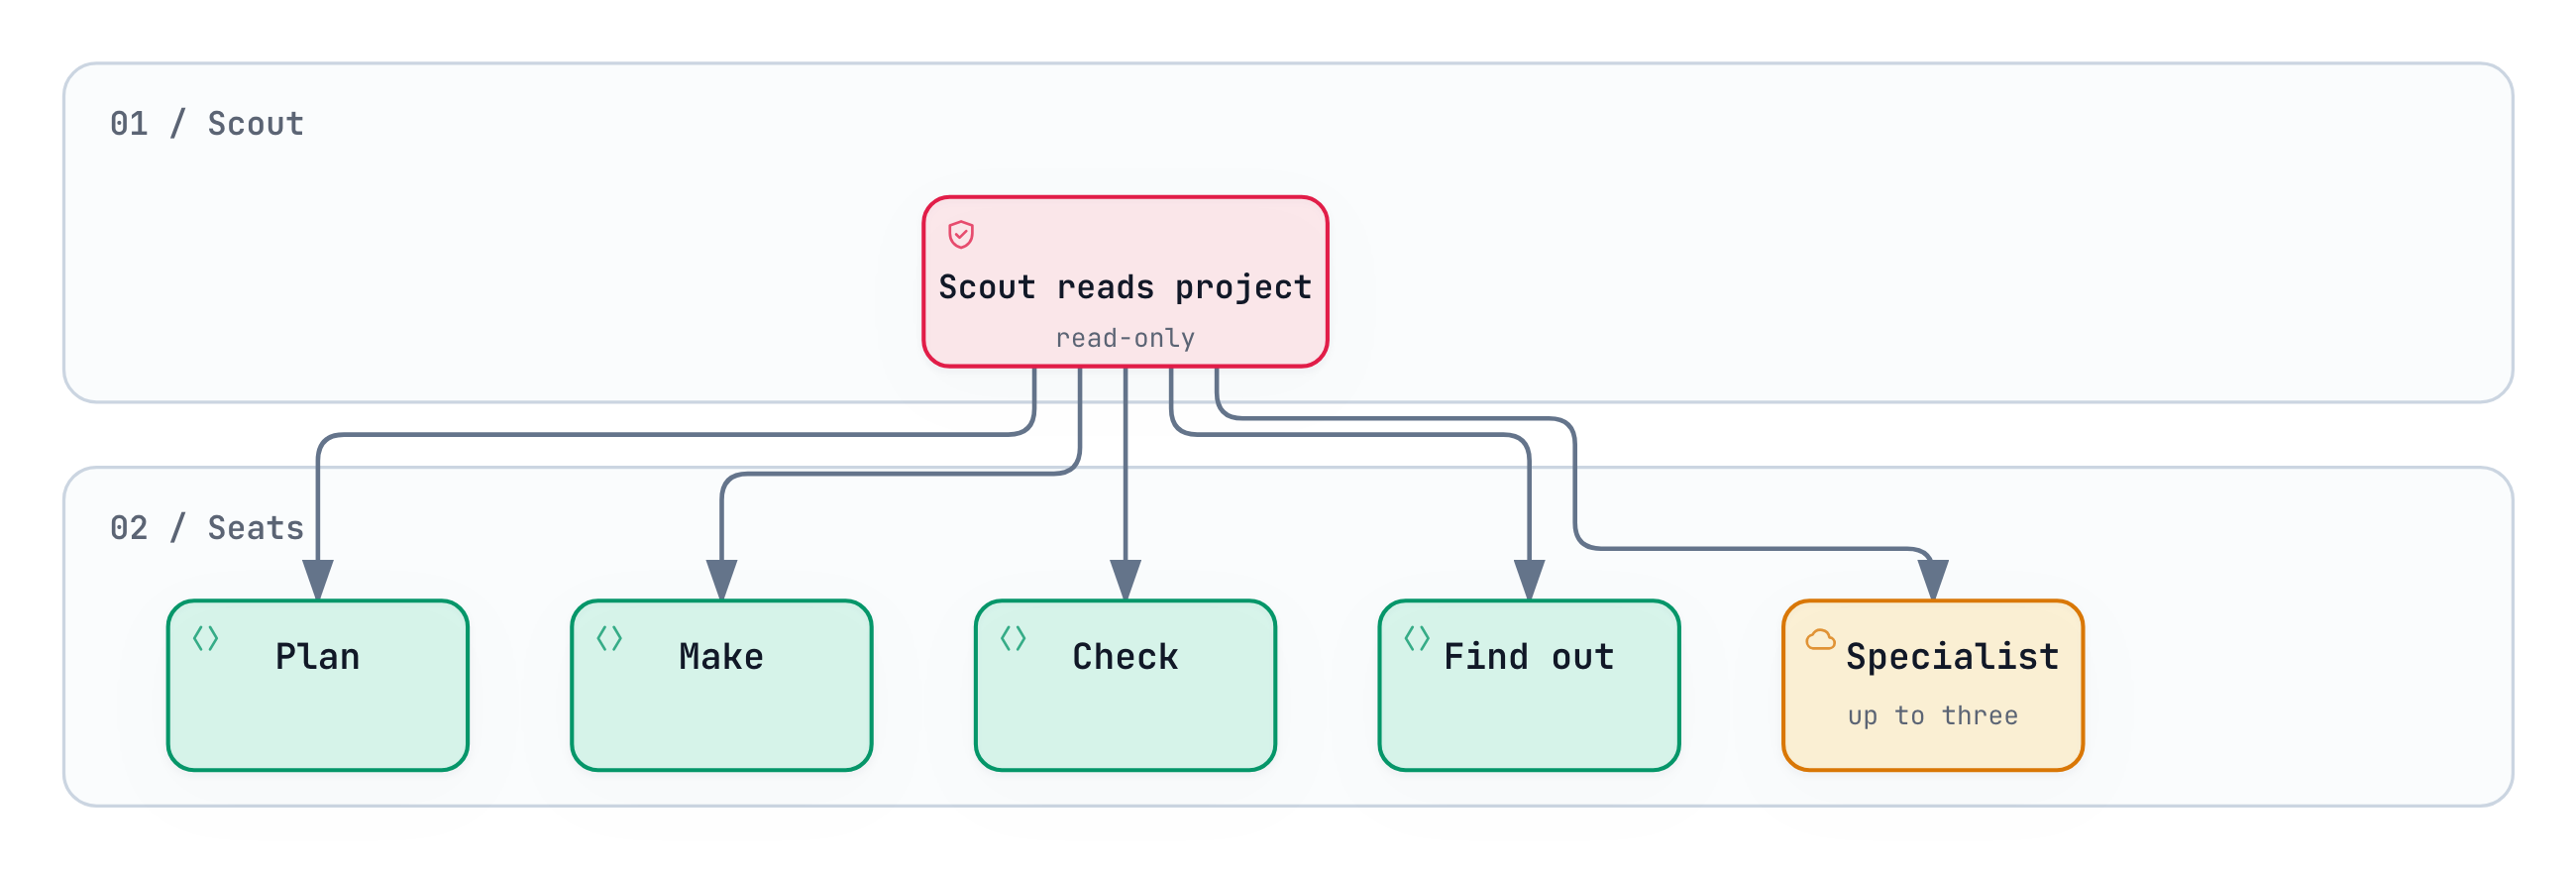 01 / Scout
Scout reads project
read-only
02 / Seats
Plan
Make
Check
Find out
Specialist
up to three